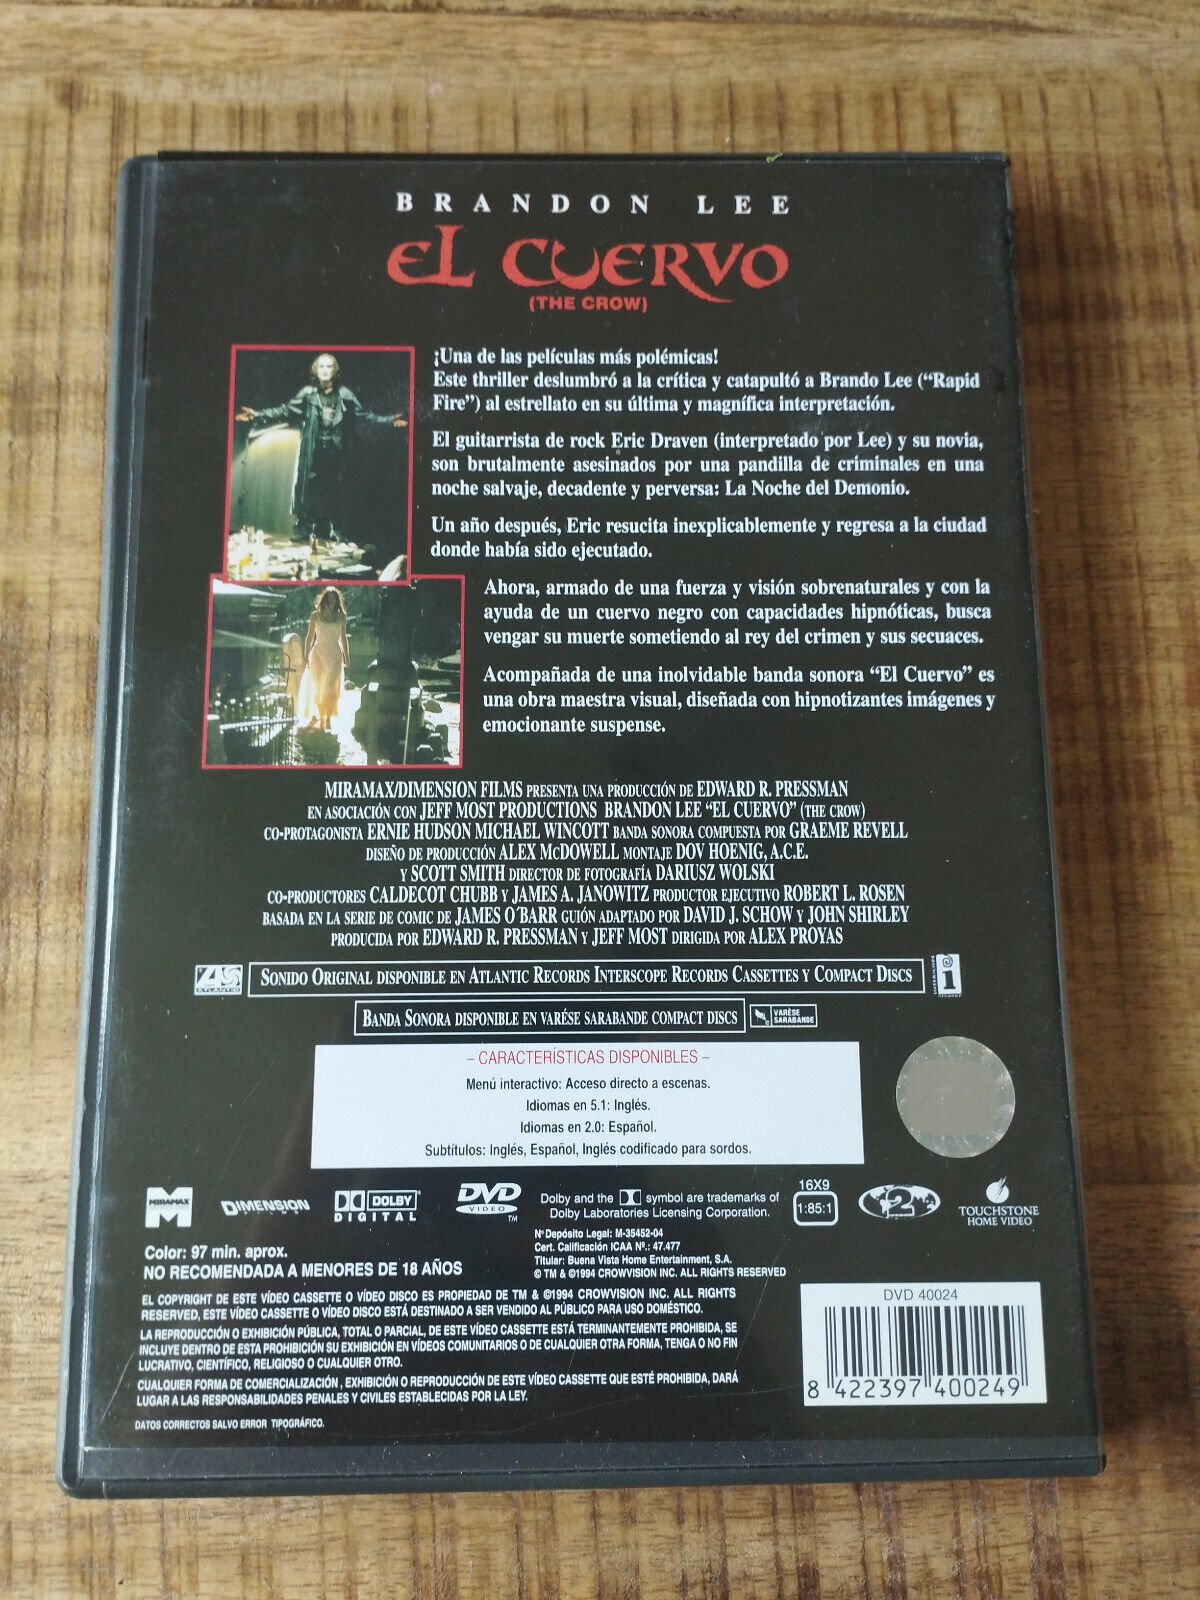 BRANDON LEE
EL CUERVO
(THE CROW)
¡Una de las películas más polémicas!
Este thriller deslumbró a la crítica y catapultó a Brando Lee (“Rapid
Fire”) al estrellato en su última y magnífica interpretación.
El guitarrista de rock Eric Draven (interpretado por Lee) y su novia,
son brutalmente asesinados por una pandilla de criminales en una
noche salvaje, decadente y perversa: La Noche del Demonio.
Un año después, Eric resucita inexplicablemente y regresa a la ciudad
donde había sido ejecutado.
Ahora, armado de una fuerza y visión sobrenaturales y con la
ayuda de un cuervo negro con capacidades hipnóticas, busca
vengar su muerte sometiendo al rey del crimen y sus secuaces.
Acompañada de una inolvidable banda sonora “El Cuervo” es
una obra maestra visual, diseñada con hipnotizantes imágenes y
emocionante suspense.
MIRAMAX/DIMENSION FILMS PRESENTA UNA PRODUCCIÓN DE EDWARD R. PRESSMAN
EN ASOCIACIÓN CON JEFF MOST PRODUCTIONS BRANDON LEE “EL CUERVO” (THE CROW)
CO-PROTAGONISTA ERNIE HUDSON MICHAEL WINCOTT BANDA SONORA COMPUESTA POR GRAEME REVELL
DISEÑO DE PRODUCCIÓN ALEX McDOWELL MONTAJE DOV HOENIG, A.C.E.
Y SCOTT SMITH DIRECTOR DE FOTOGRAFÍA DARIUSZ WOLSKI
CO-PRODUCTORES CALDECOT CHUBB Y JAMES A. JANOWITZ PRODUCTOR EJECUTIVO ROBERT L. ROSEN
BASADA EN LA SERIE DE COMIC DE JAMES O´BARR GUIÓN ADAPTADO POR DAVID J. SCHOW Y JOHN SHIRLEY
PRODUCIDA POR EDWARD R. PRESSMAN Y JEFF MOST DIRIGIDA POR ALEX PROYAS
ATLANTIC
SONIDO ORIGINAL DISPONIBLE EN ATLANTIC RECORDS INTERSCOPE RECORDS CASSETTES Y COMPACT DISCS
INTERSCOPE RECORDS
BANDA SONORA DISPONIBLE EN VARÉSE SARABANDE COMPACT DISCS
VARÈSE SARABANDE
– CARACTERÍSTICAS DISPONIBLES –
Menú interactivo: Acceso directo a escenas.
Idiomas en 5.1: Inglés.
Idiomas en 2.0: Español.
Subtítulos: Inglés, Español, Inglés codificado para sordos.
MIRAMAX
DIMENSION
DOLBY
DIGITAL
DVD
VIDEO
TM
Dolby and the symbol are trademarks of
Dolby Laboratories Licensing Corporation.
16X9
1:85:1
2
TOUCHSTONE
HOME VIDEO
Color: 97 min. aprox.
NO RECOMENDADA A MENORES DE 18 AÑOS
Nº Depósito Legal: M-35452-04
Cert. Calificación ICAA Nº.: 47.477
Titular: Buena Vista Home Entertainment, S.A.
© TM & ©1994 CROWVISION INC. ALL RIGHTS RESERVED
EL COPYRIGHT DE ESTE VÍDEO CASSETTE O VÍDEO DISCO ES PROPIEDAD DE TM & ©1994 CROWVISION INC. ALL RIGHTS
RESERVED, ESTE VÍDEO CASSETTE O VÍDEO DISCO ESTÁ DESTINADO A SER VENDIDO AL PÚBLICO PARA USO DOMÉSTICO.
LA REPRODUCCIÓN O EXHIBICIÓN PÚBLICA, TOTAL O PARCIAL, DE ESTE VÍDEO CASSETTE ESTÁ TERMINANTEMENTE PROHIBIDA, SE
INCLUYE DENTRO DE ESTA PROHIBICIÓN SU EXHIBICIÓN EN VÍDEOS COMUNITARIOS O DE CUALQUIER OTRA FORMA, TENGA O NO FIN
LUCRATIVO, CIENTÍFICO, RELIGIOSO O CUALQUIER OTRO.
CUALQUIER FORMA DE COMERCIALIZACIÓN, EXHIBICIÓN O REPRODUCCIÓN DE ESTE VÍDEO CASSETTE QUE ESTÉ PROHIBIDA, DARÁ
LUGAR A LAS RESPONSABILIDADES PENALES Y CIVILES ESTABLECIDAS POR LA LEY.
DATOS CORRECTOS SALVO ERROR TIPOGRÁFICO.
DVD 40024
8 422397 400249